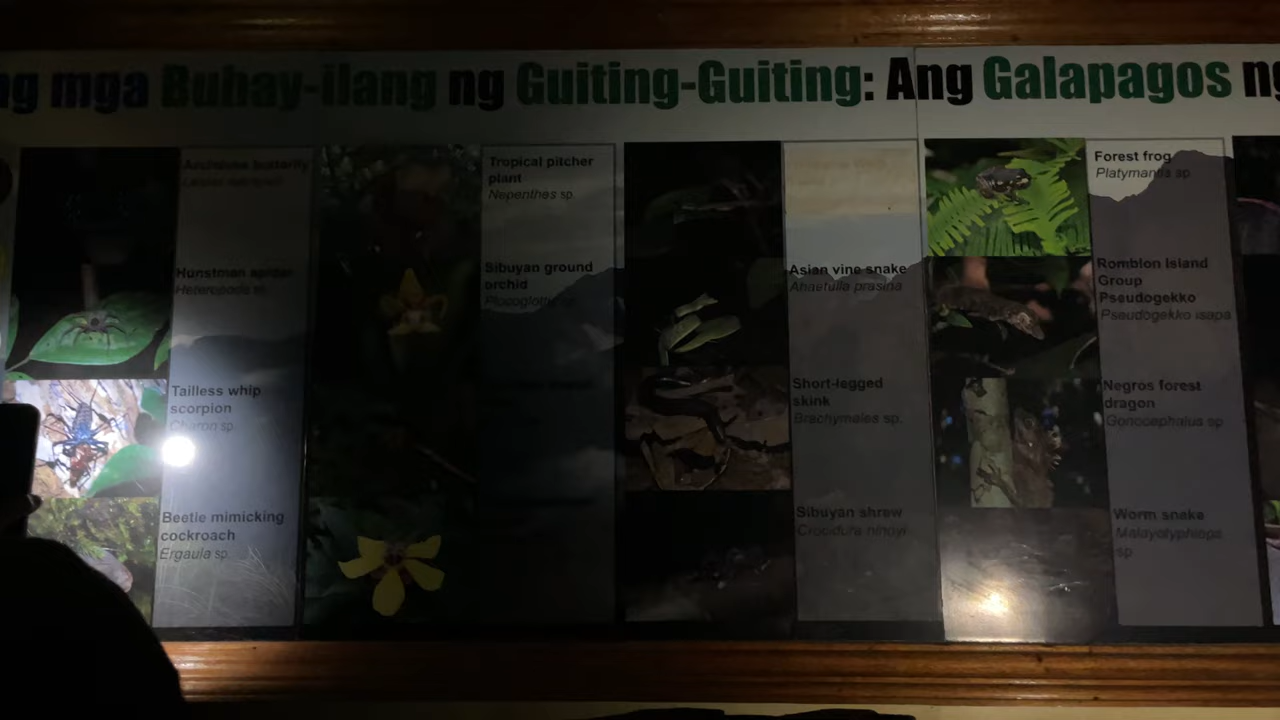 ng mga Buhay-ilang ng Guiting-Guiting: Ang Galapagos ng
Huntsman spider
Heteropoda sp.
Tailless whip
scorpion
Charon sp.
Beetle mimicking
cockroach
Ergaula sp.
Tropical pitcher
plant
Nepenthes sp.
Sibuyan ground
orchid
Plocoglottis sp.
Asian vine snake
Ahaetulla prasina
Short-legged
skink
Brachymeles sp.
Sibuyan shrew
Crocidura ninoyi
Forest frog
Platymantis sp
Romblon Island
Group
Pseudogekko
Pseudogekko isapa
Negros forest
dragon
Gonocephalus sp
Worm snake
Malayotyphlops
sp